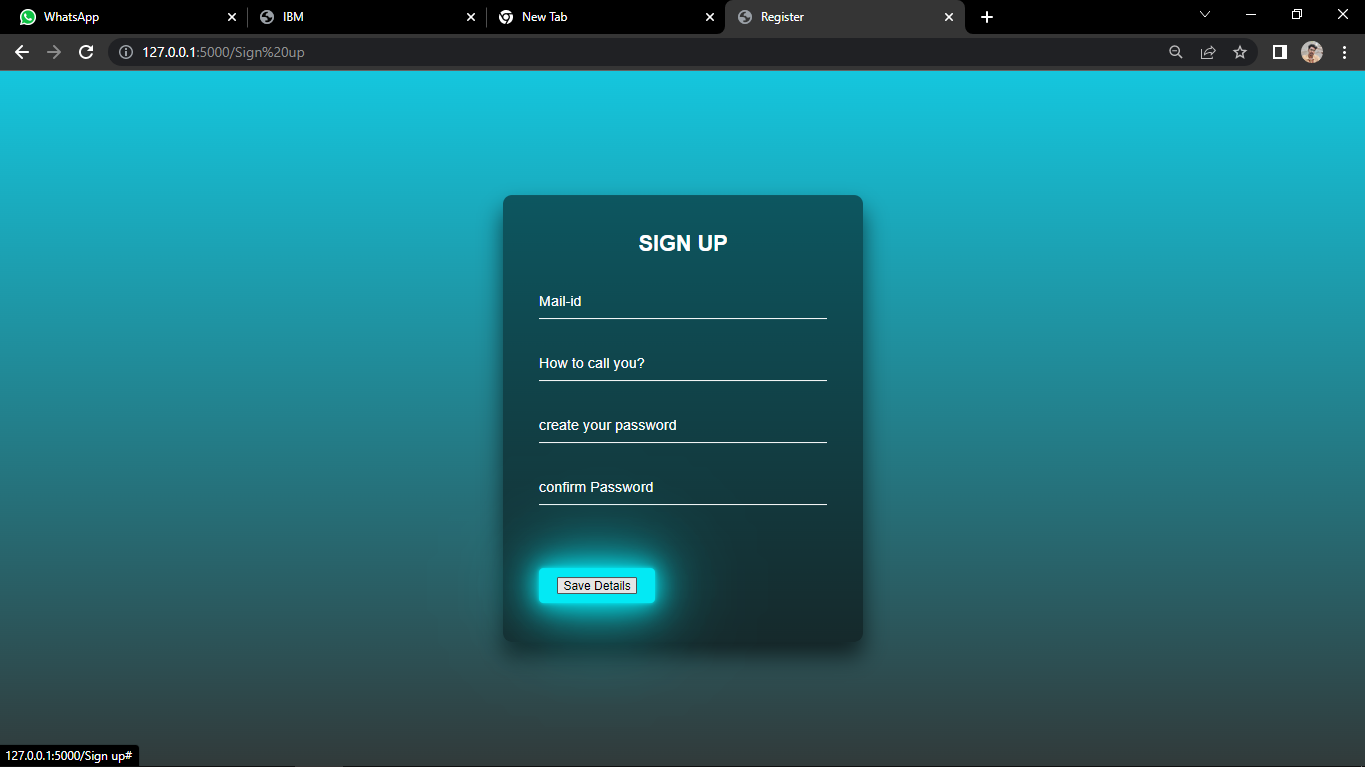 WhatsApp
IBM
New Tab
Register
127.0.0.1:5000/Sign%20up
SIGN UP
Mail-id
How to call you?
create your password
confirm Password
Save Details
127.0.0.1:5000/Sign up#